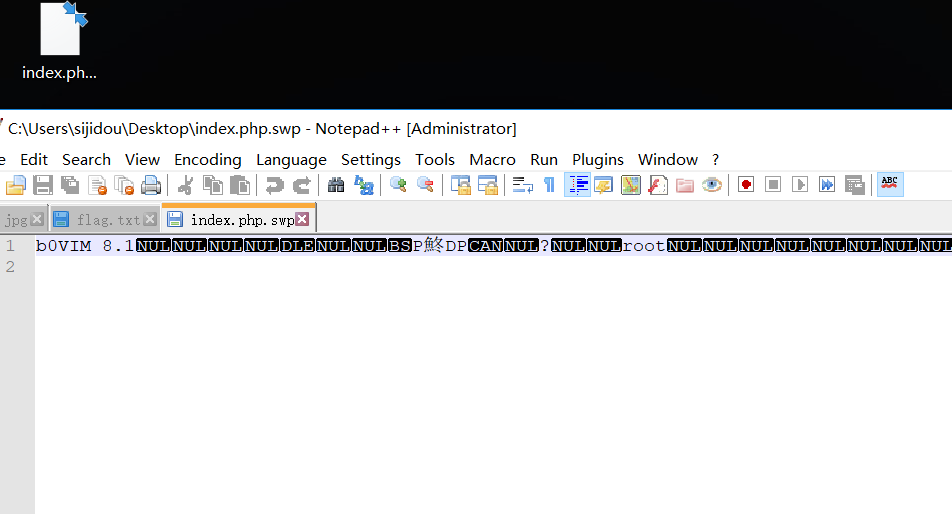 index.ph...
C:\Users\sijidou\Desktop\index.php.swp - Notepad++ [Administrator]
e Edit Search View Encoding Language Settings Tools Macro Run Plugins Window ?
ABC
jpg flag.txt index.php.swp
1 b0VIM 8.1NULNULNULNULDLENULNULBSP鮗DPCANNUL?NULNULrootNULNULNULNULNULNULNULNUL
2